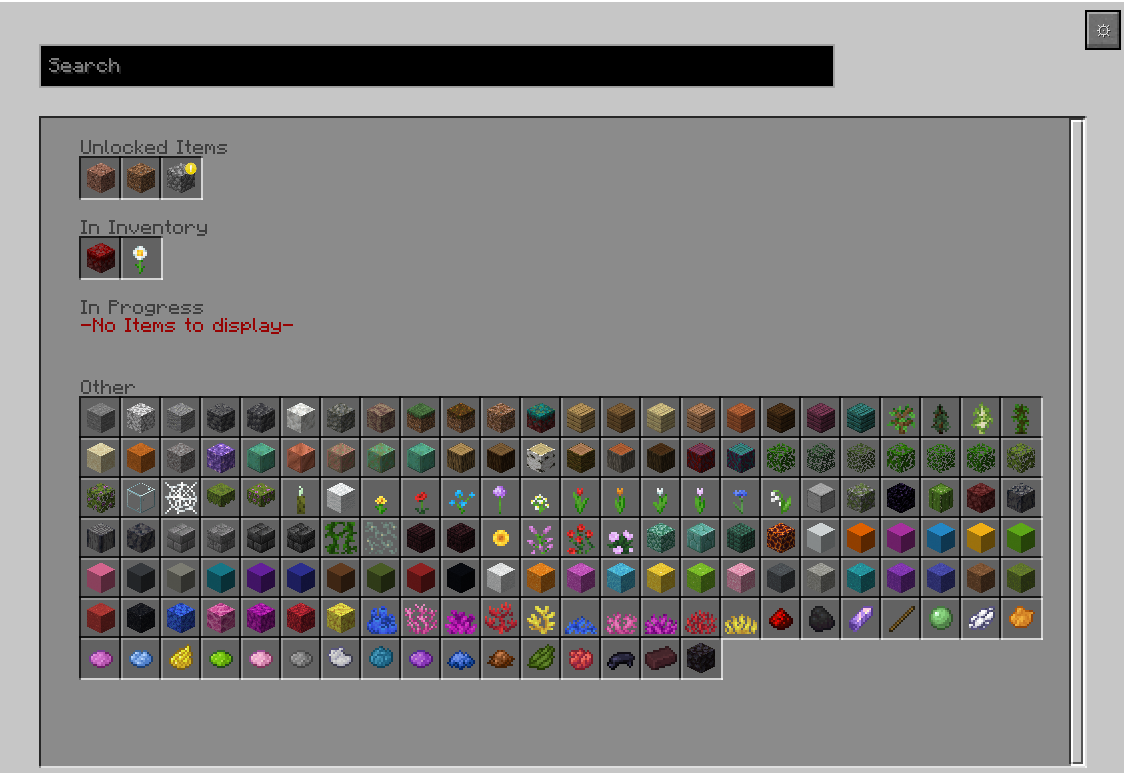 Search
Unlocked Items
In Inventory
In Progress
-No Items to display-
Other